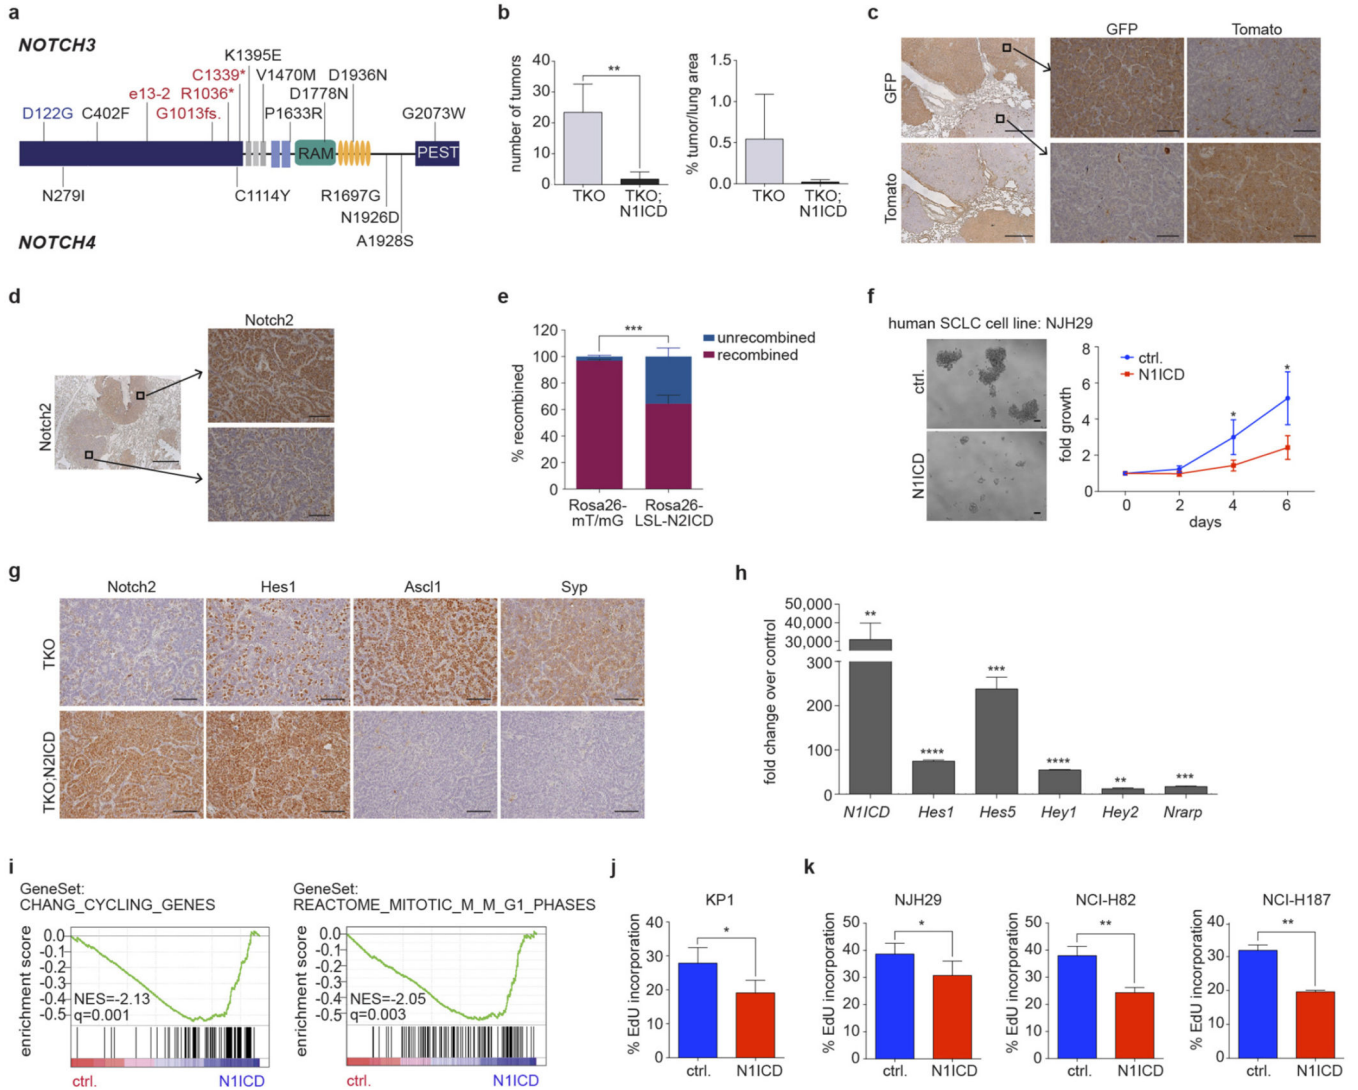 a
NOTCH3
K1395E
C1339*
V1470M
D1936N
e13-2
R1036*
D1778N
D122G
C402F
G1013fs.
P1633R
G2073W
RAM
PEST
N279I
C1114Y
R1697G
N1926D
A1928S
NOTCH4
b
number of tumors
40
30
20
10
0
**
TKO
TKO;
N1ICD
% tumor/lung area
1.5
1.0
0.5
0.0
TKO
TKO;
N1ICD
c
GFP
Tomato
GFP
Tomato
d
Notch2
Notch2
e
% recombined
120
100
80
60
40
20
0
***
unrecombined
recombined
Rosa26-
mT/mG
Rosa26-
LSL-N2ICD
f
human SCLC cell line: NJH29
ctrl.
N1ICD
fold growth
8
6
4
2
0
ctrl.
N1ICD
*
*
0
2
4
6
days
g
Notch2
Hes1
Ascl1
Syp
TKO
TKO;N2ICD
h
fold change over control
50,000
40,000
30,000
300
200
100
0
**
****
***
****
**
***
N1ICD
Hes1
Hes5
Hey1
Hey2
Nrarp
i
GeneSet:
CHANG_CYCLING_GENES
enrichment score
0.0
-0.1
-0.2
-0.3
-0.4
-0.5
NES=-2.13
q=0.001
ctrl.
N1ICD
GeneSet:
REACTOME_MITOTIC_M_M_G1_PHASES
enrichment score
0.0
-0.1
-0.2
-0.3
-0.4
-0.5
NES=-2.05
q=0.003
ctrl.
N1ICD
j
KP1
% EdU incorporation
40
30
20
10
0
*
ctrl.
N1ICD
k
NJH29
% EdU incorporation
50
40
30
20
10
0
*
ctrl.
N1ICD
NCI-H82
% EdU incorporation
50
40
30
20
10
0
**
ctrl.
N1ICD
NCI-H187
% EdU incorporation
40
30
20
10
0
**
ctrl.
N1ICD